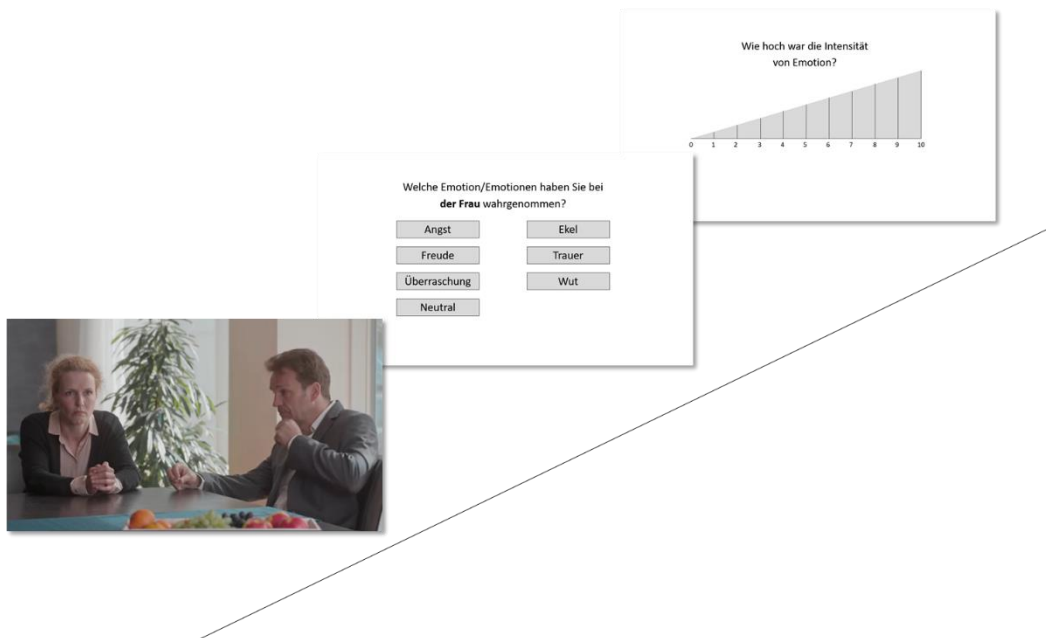 Wie hoch war die Intensität
von Emotion?
0 1 2 3 4 5 6 7 8 9 10
Welche Emotion/Emotionen haben Sie bei
der Frau wahrgenommen?
Angst Ekel
Freude Trauer
Überraschung Wut
Neutral